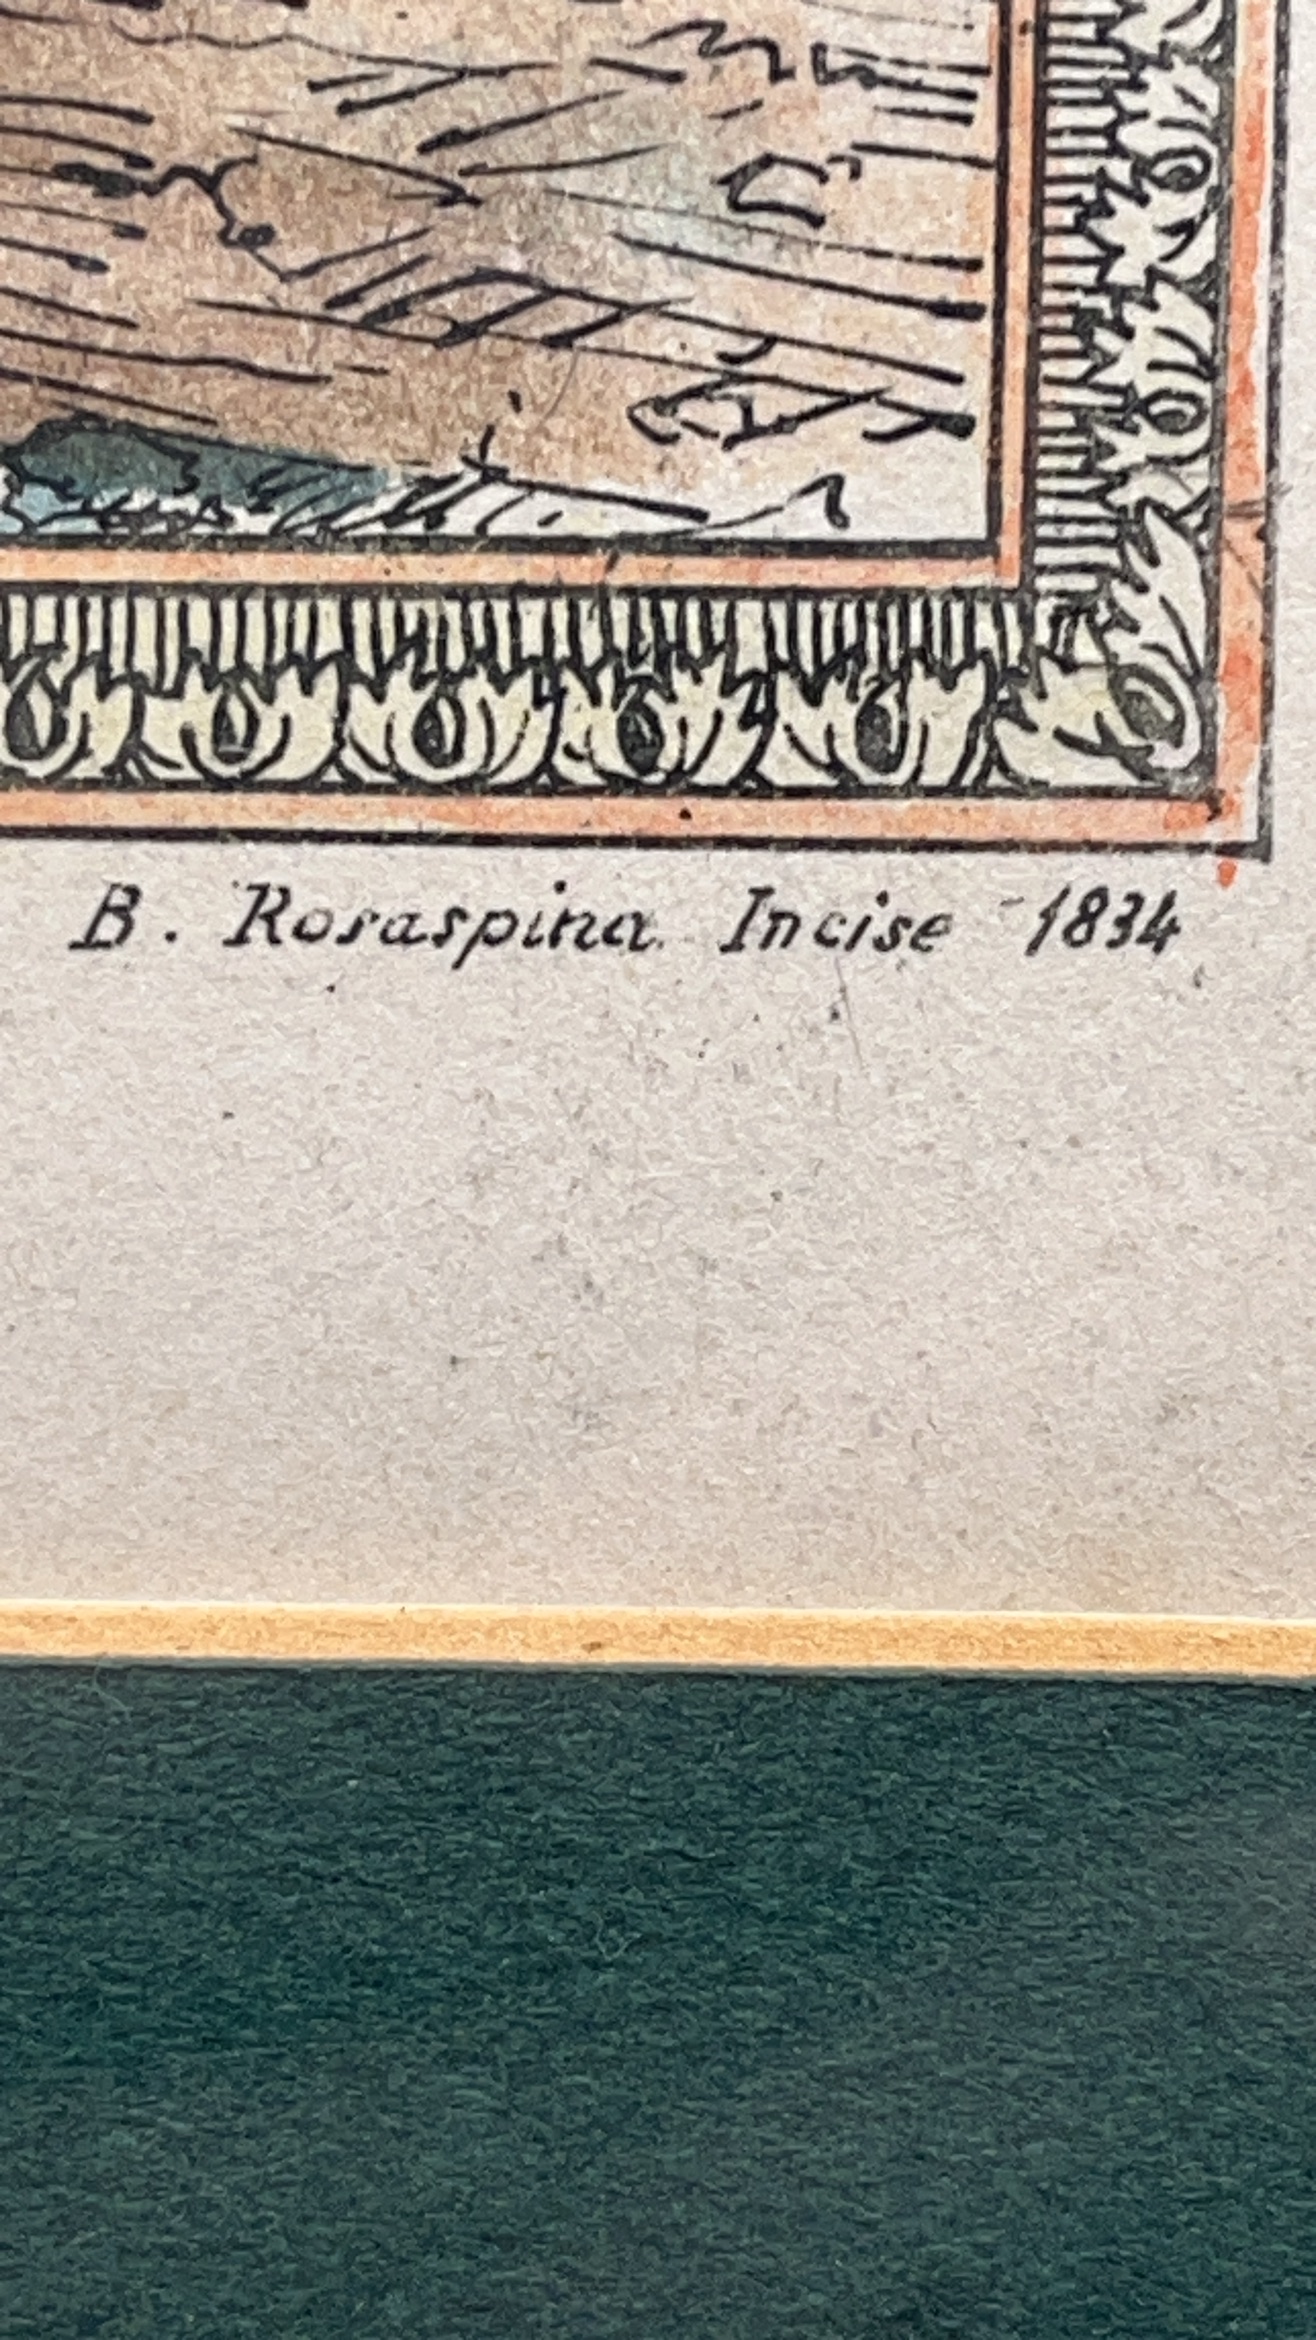 B. Rosaspina Incise - 1834